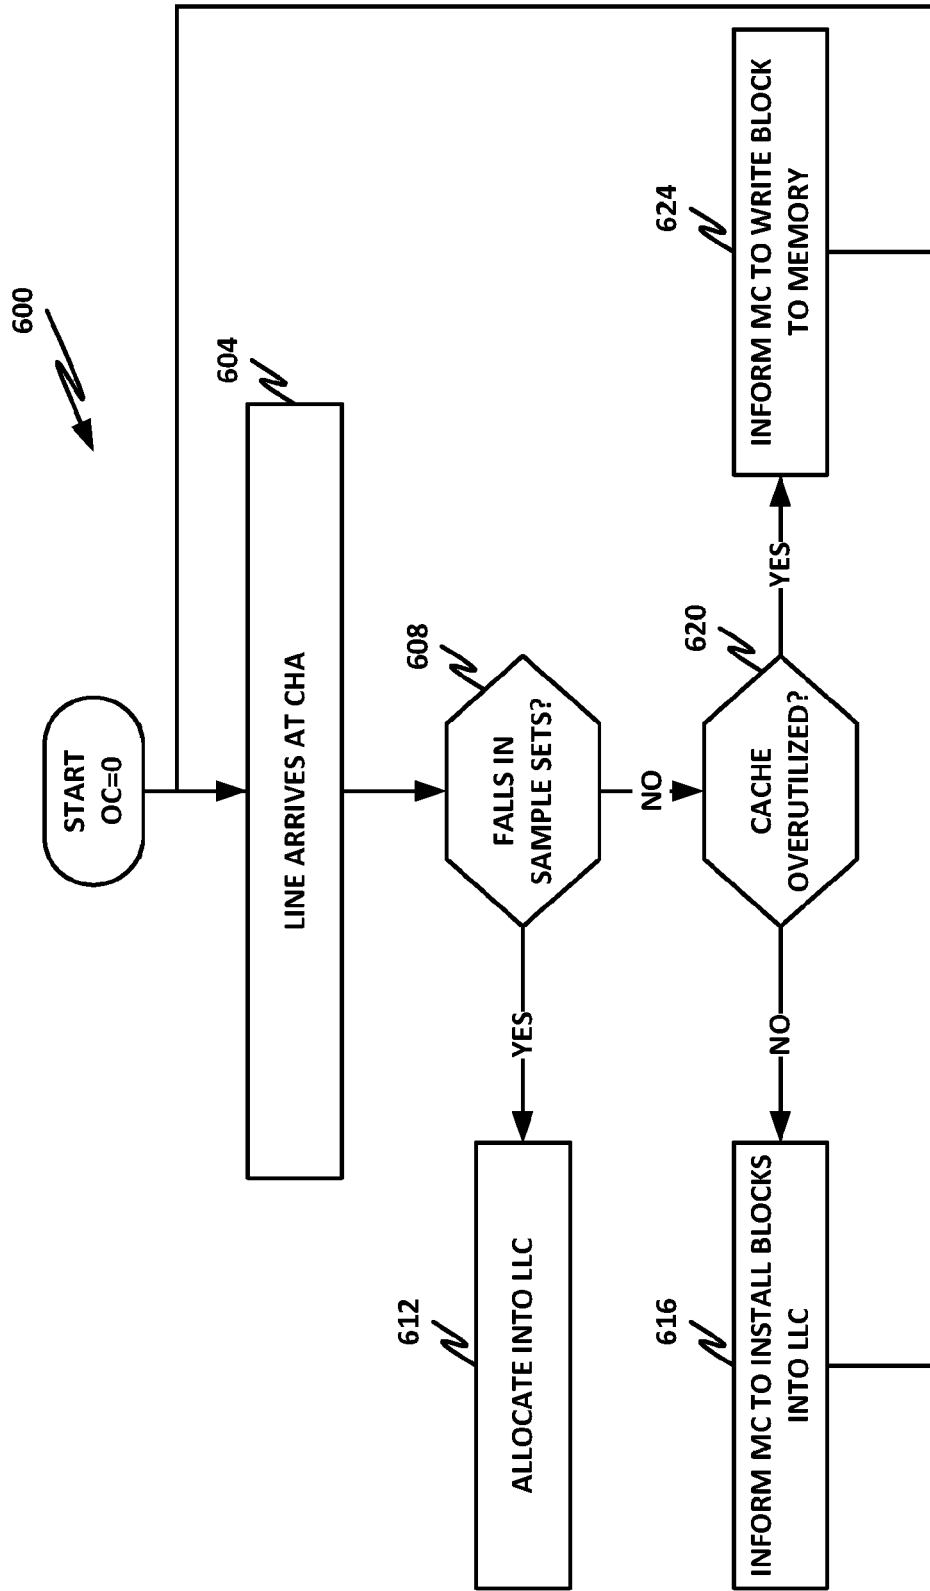 600
START
OC=0
604
LINE ARRIVES AT CHA
608
FALLS IN
SAMPLE SETS?
YES
NO
612
ALLOCATE INTO LLC
620
CACHE
OVERUTILIZED?
NO
YES
616
INFORM MC TO INSTALL BLOCKS
INTO LLC
624
INFORM MC TO WRITE BLOCK
TO MEMORY